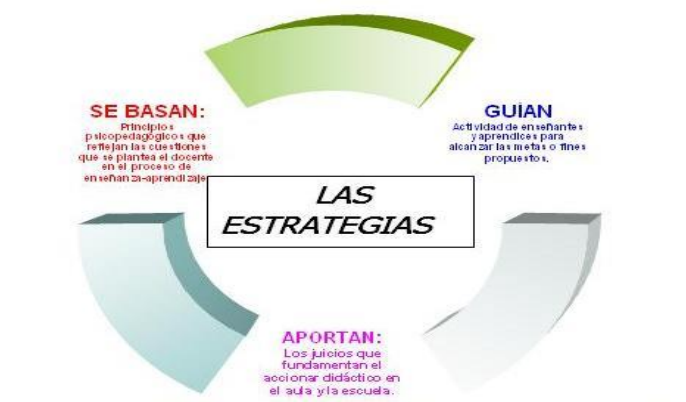 SE BASAN:
Principios
psicopedagógicos que
reflejan las cuestiones
que se plantea el docente
en el proceso de
enseñanza-aprendizaje
GUÍAN
Actividad de enseñantes
y aprendices para
alcanzar las metas o fines
propuestos.
LAS
ESTRATEGIAS
APORTAN:
Los juicios que
fundamentan el
accionar didáctico en
el aula y la escuela.